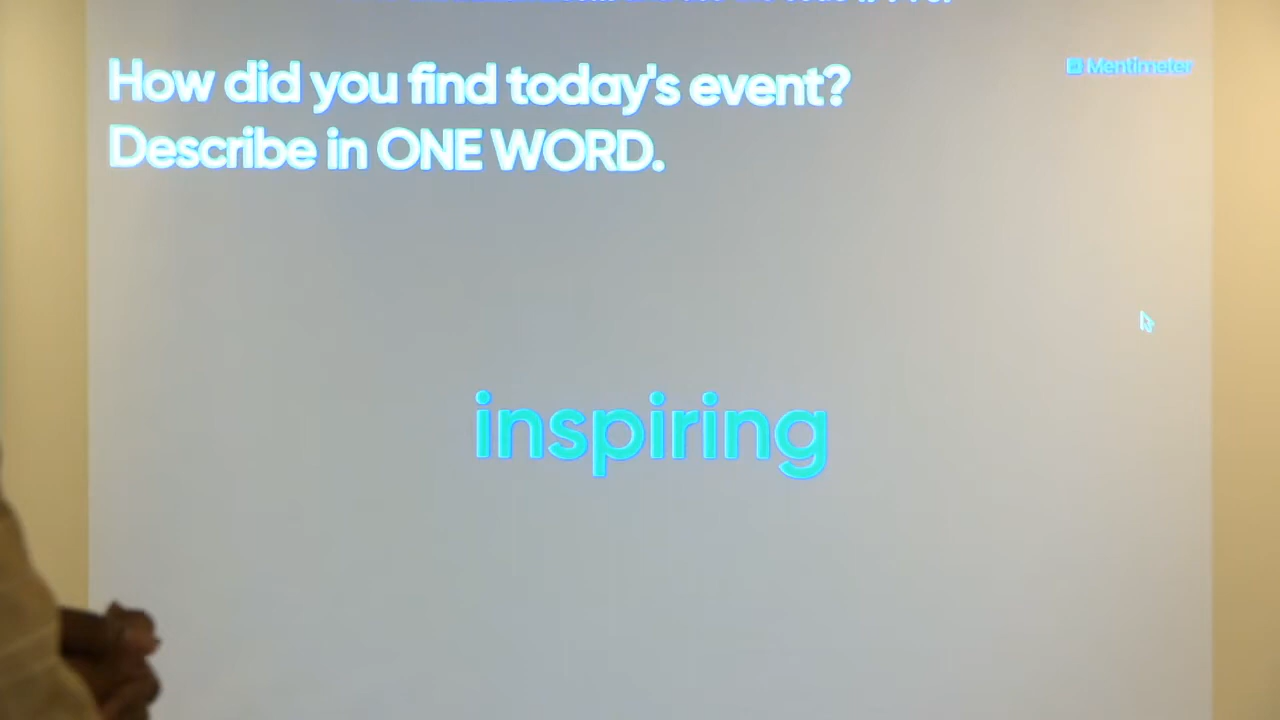 How did you find today's event?
Mentimeter
Describe in ONE WORD.
inspiring